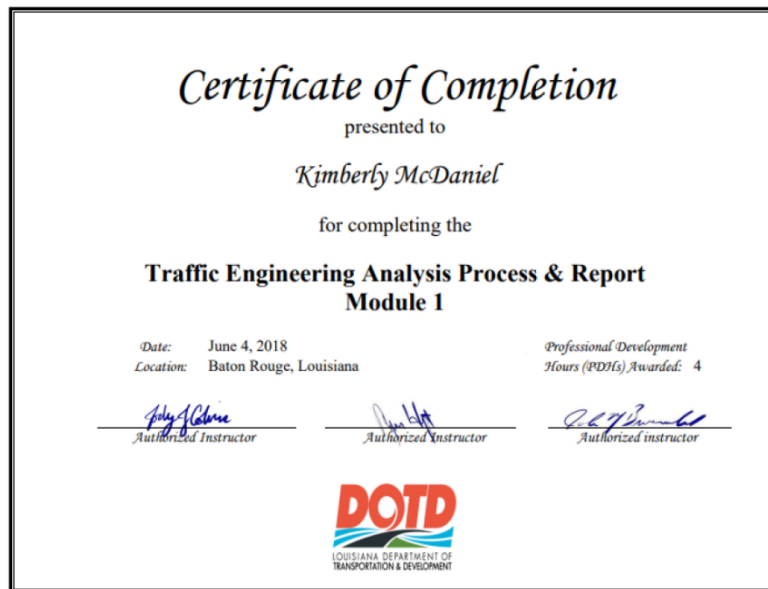 Certificate of Completion
presented to
Kimberly McDaniel
for completing the
Traffic Engineering Analysis Process & Report
Module 1
Date: June 4, 2018
Location: Baton Rouge, Louisiana
Professional Development
Hours (PDHs) Awarded: 4
Authorized Instructor
Authorized Instructor
Authorized instructor
DOTD
LOUISIANA DEPARTMENT OF
TRANSPORTATION & DEVELOPMENT